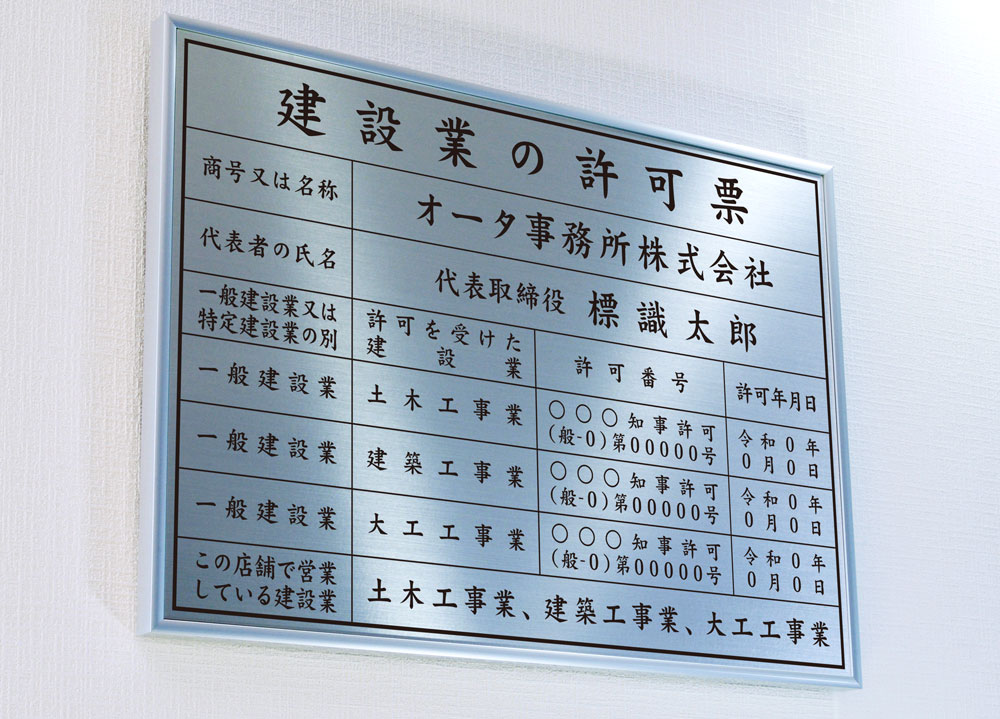 建設業の許可票
商号又は名称 オータ事務所株式会社
代表者の氏名 代表取締役 標識太郎
一般建設業又は
特定建設業の別
許可を受けた
建設業
許可番号
許可年月日
一般建設業 土木工事業
〇〇〇知事許可
(般-0)第00000号
令和0年
0月0日
一般建設業 建築工事業
〇〇〇知事許可
(般-0)第00000号
令和0年
0月0日
一般建設業 大工工事業
〇〇〇知事許可
(般-0)第00000号
令和0年
0月0日
この店舗で営業
している建設業
土木工事業、建築工事業、大工工事業